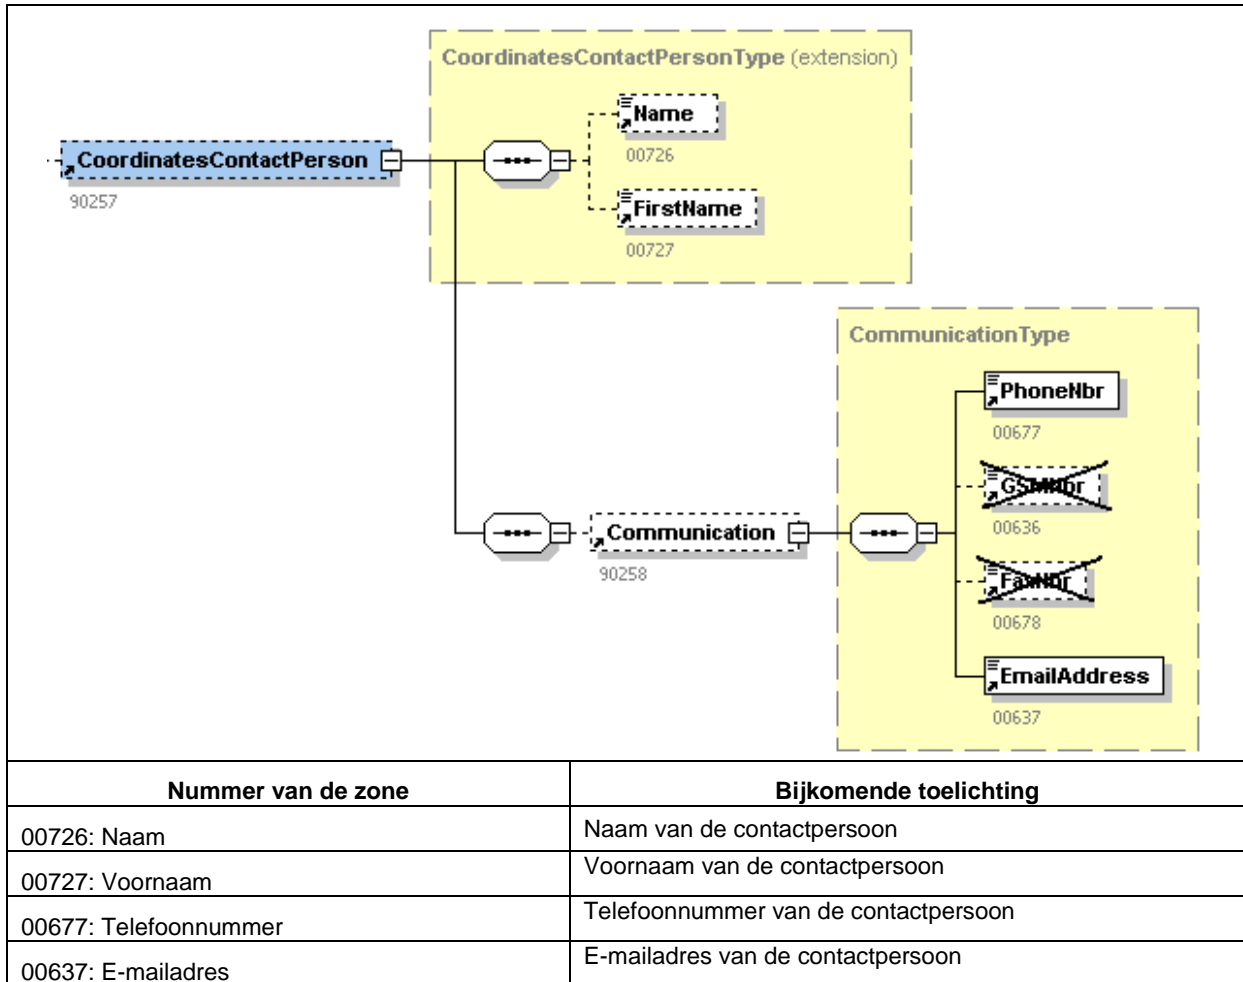 CoordinatesContactPersonType (extension)
Name
00726
CoordinatesContactPerson
90257
FirstName
00727
CommunicationType
PhoneNbr
00677
GSMNbr
00636
Communication
90258
FaxNbr
00678
EmailAddress
00637
Nummer van de zone
Bijkomende toelichting
00726: Naam
Naam van de contactpersoon
00727: Voornaam
Voornaam van de contactpersoon
00677: Telefoonnummer
Telefoonnummer van de contactpersoon
00637: E-mailadres
E-mailadres van de contactpersoon